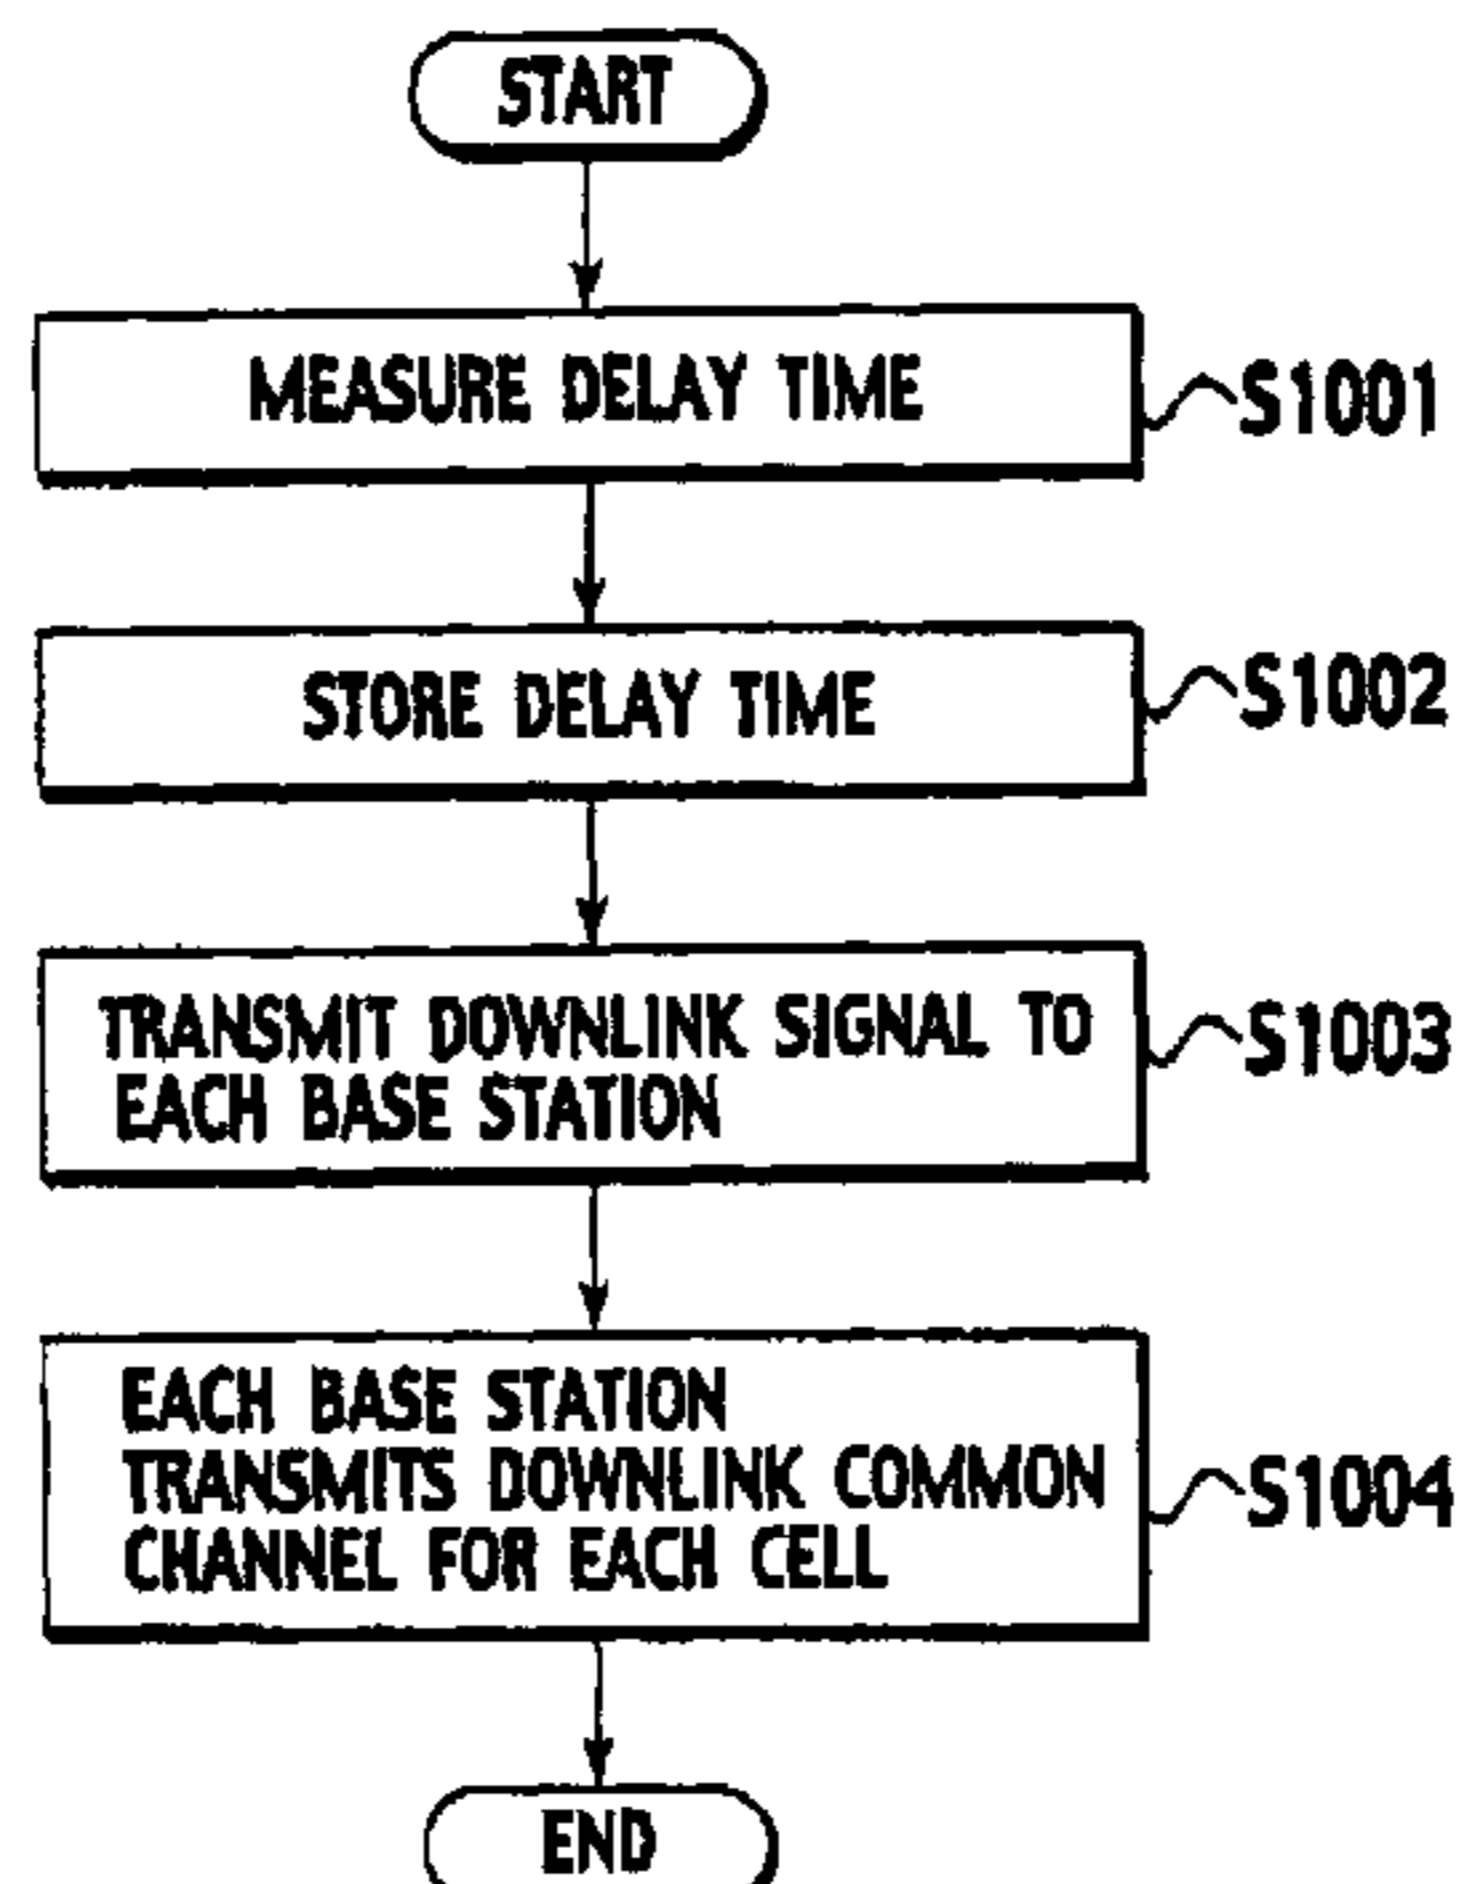 START
MEASURE DELAY TIME
S1001
STORE DELAY TIME
S1002
TRANSMIT DOWNLINK SIGNAL TO
EACH BASE STATION
S1003
EACH BASE STATION
TRANSMITS DOWNLINK COMMON
CHANNEL FOR EACH CELL
S1004
END